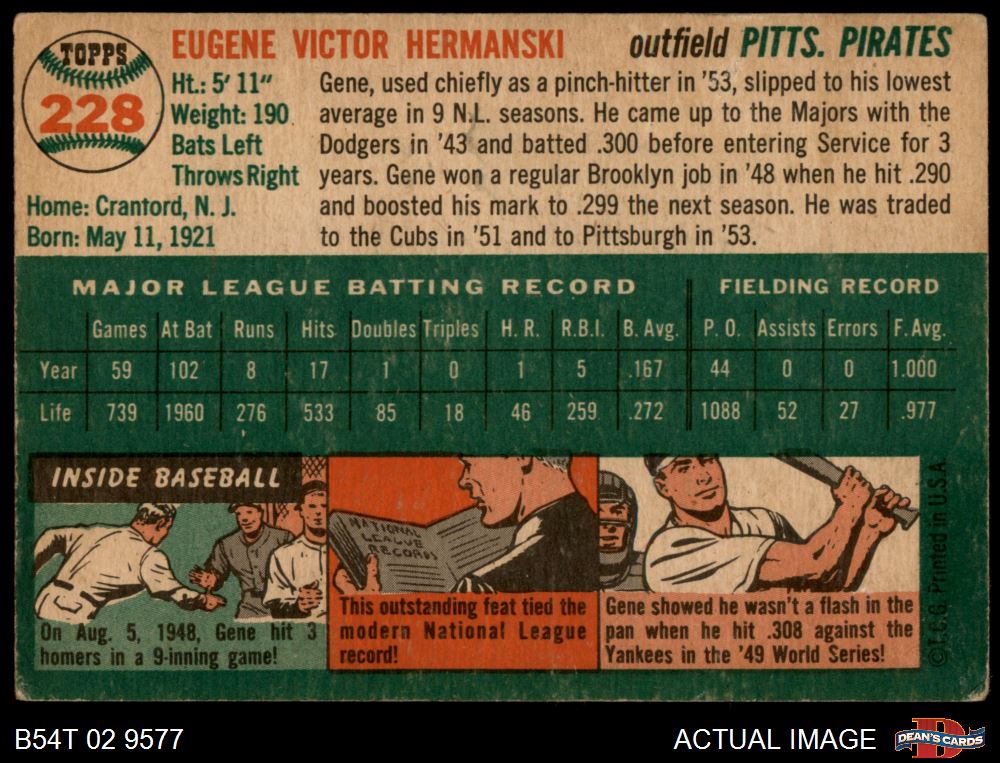 TOPPS
228
EUGENE VICTOR HERMANSKI outfield PITTS. PIRATES
Ht.: 5' 11"
Weight: 190
Bats Left
Throws Right
Home: Cranford, N. J.
Born: May 11, 1921
Gene, used chiefly as a pinch-hitter in '53, slipped to his lowest
average in 9 N.L. seasons. He came up to the Majors with the
Dodgers in '43 and batted .300 before entering Service for 3
years. Gene won a regular Brooklyn job in '48 when he hit .290
and boosted his mark to .299 the next season. He was traded
to the Cubs in '51 and to Pittsburgh in '53.
MAJOR LEAGUE BATTING RECORD FIELDING RECORD
Games At Bat Runs Hits Doubles Triples H. R. R.B.I. B. Avg. P. O. Assists Errors F. Avg.
Year 59 102 8 17 1 0 1 5 .167 44 0 0 1.000
Life 739 1960 276 533 85 18 46 259 .272 1088 52 27 .977
INSIDE BASEBALL
On Aug. 5, 1948, Gene hit 3
homers in a 9-inning game!
NATIONAL
LEAGUE
RECORDS
This outstanding feat tied the
modern National League
record!
Gene showed he wasn't a flash in the
pan when he hit .308 against the
Yankees in the '49 World Series!
© T.C.G. Printed in U.S.A.
B54T 02 9577
ACTUAL IMAGE
DEAN'S CARDS